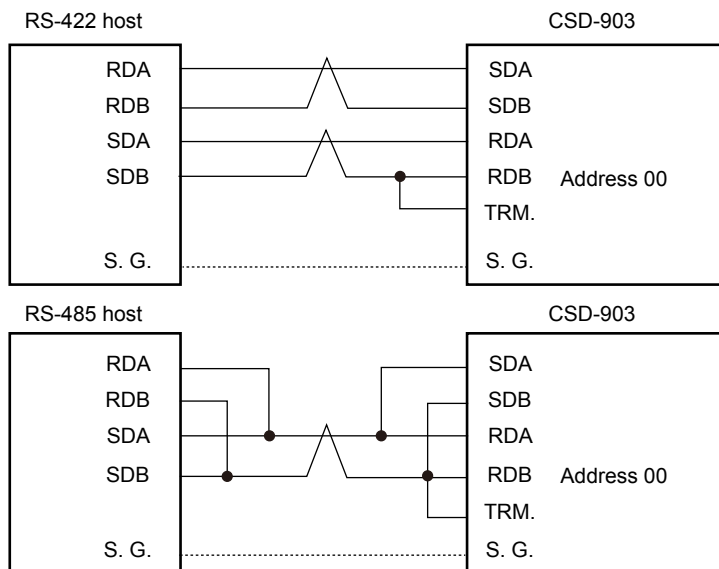 RS-422 host CSD-903
RDA SDA
RDB SDB
SDA RDA
SDB RDB Address 00
TRM.
S. G. S. G.
RS-485 host CSD-903
RDA SDA
RDB SDB
SDA RDA
SDB RDB Address 00
TRM.
S. G. S. G.